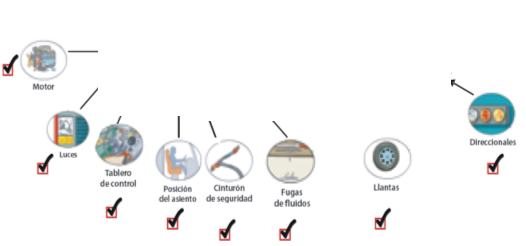 Motor
Luces
Tablero
de control
Posición
del asiento
Cinturón
de seguridad
Fugas
de fluidos
Llantas
Direccionales